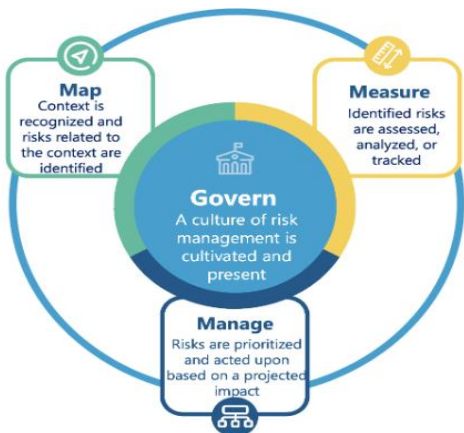 Map
Context is
recognized and
risks related to
the context are
identified
Measure
Identified risks
are assessed,
analyzed, or
tracked
Govern
A culture of risk
management is
cultivated and
present
Manage
Risks are prioritized
and acted upon
based on a projected
impact